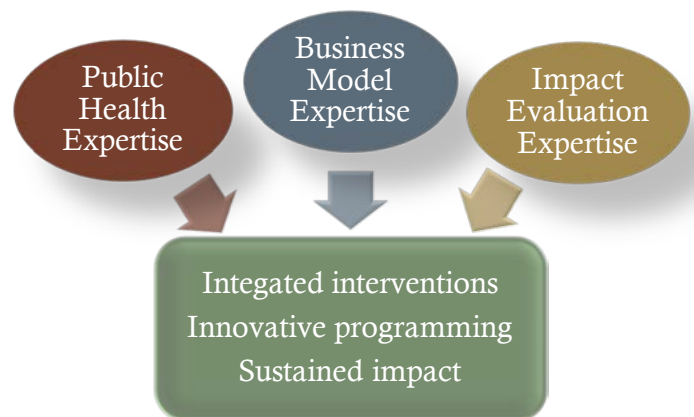 Public
Health
Expertise
Business
Model
Expertise
Impact
Evaluation
Expertise
Integated interventions
Innovative programming
Sustained impact